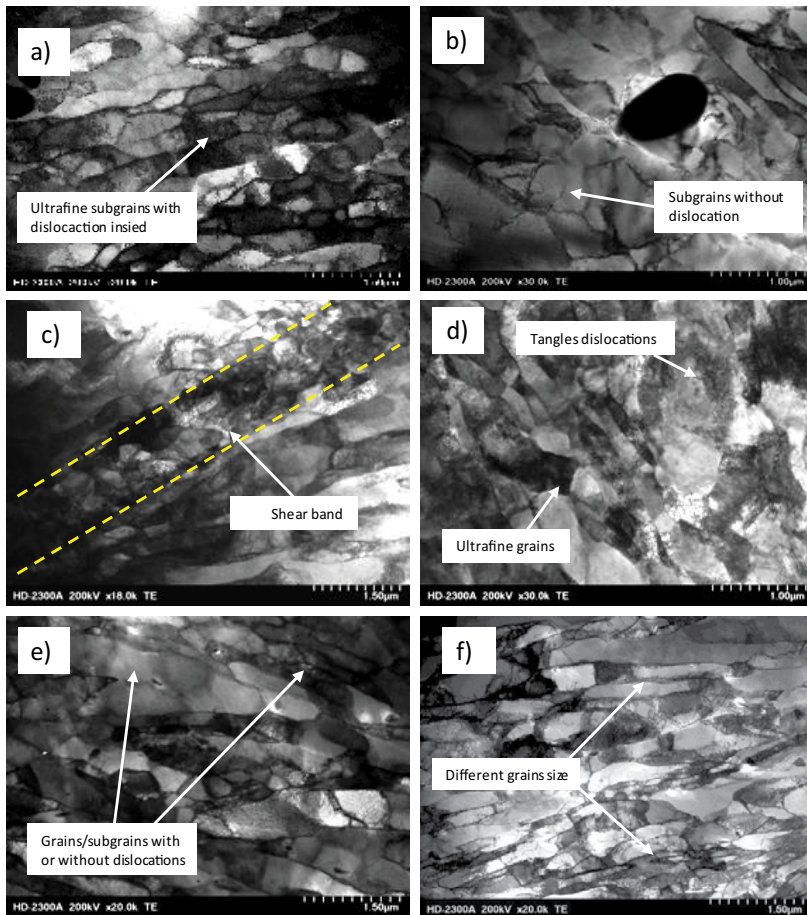 a)
Ultrafine subgrains with
dislocaction insied
b)
Subgrains without
dislocation
HD-2300A 200kV x30.0k TE
1.00μm
c)
Shear band
HD-2300A 200kV x18.0k TE
1.50μm
d)
Tangles dislocations
Ultrafine grains
HD-2300A 200kV x30.0k TE
1.00μm
e)
Grains/subgrains with
or without dislocations
HD-2300A 200kV x20.0k TE
1.50μm
f)
Different grains size
HD-2300A 200kV x20.0k TE
1.50μm